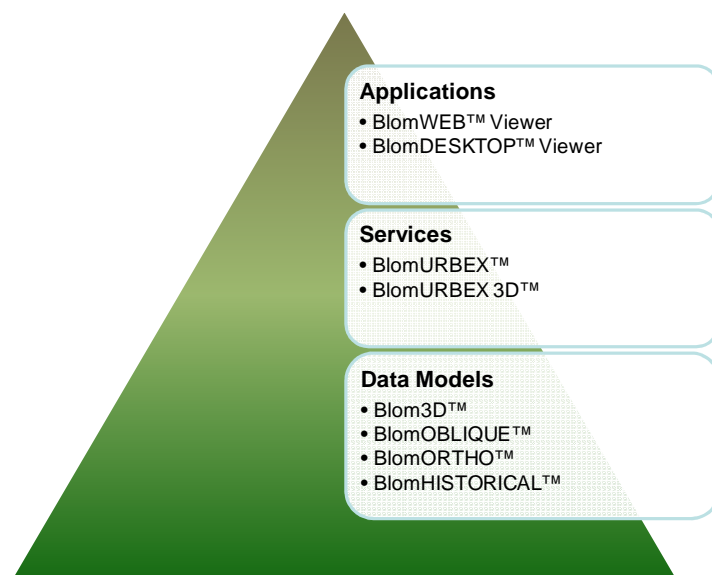 Applications
• BlomWEB™ Viewer
• BlomDESKTOP™ Viewer
Services
• BlomURBEX™
• BlomURBEX 3D™
Data Models
• Blom3D™
• BlomOBLIQUE™
• BlomORTHO™
• BlomHISTORICAL™